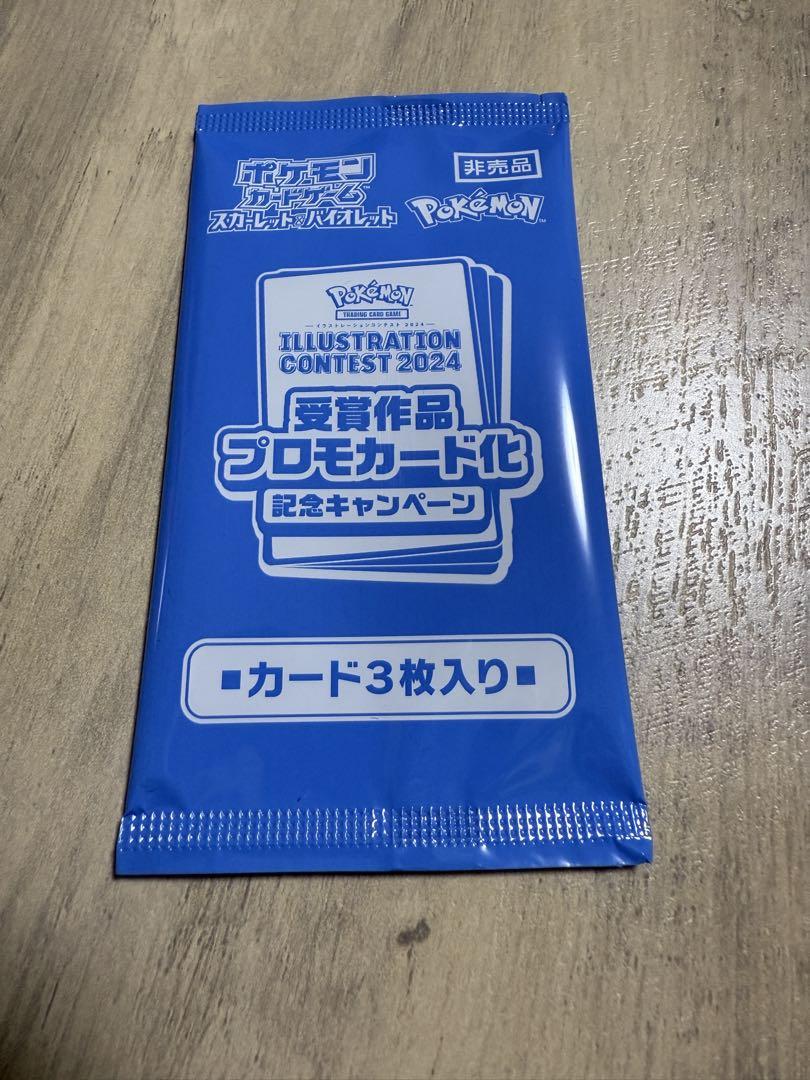 ポケモン
カードゲーム™
スカーレット&バイオレット
非売品
POKéMON™
POKéMON
TRADING CARD GAME
イラストレーションコンテスト 2024
ILLUSTRATION
CONTEST 2024
受賞作品
プロモカード化
記念キャンペーン
■カード3枚入り■